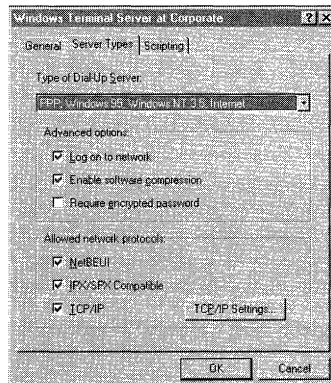 Windows Terminal Server at Corporate
General Server Types Scripting
Type of Dial-Up Server:
PPP, Windows 95, Windows NT 3.5, Internet
Advanced options:
Log on to network
Enable software compression
Require encrypted password
Allowed network protocols:
NetBEUI
IPX/SPX Compatible
TCP/IP TCP/IP Settings...
OK Cancel